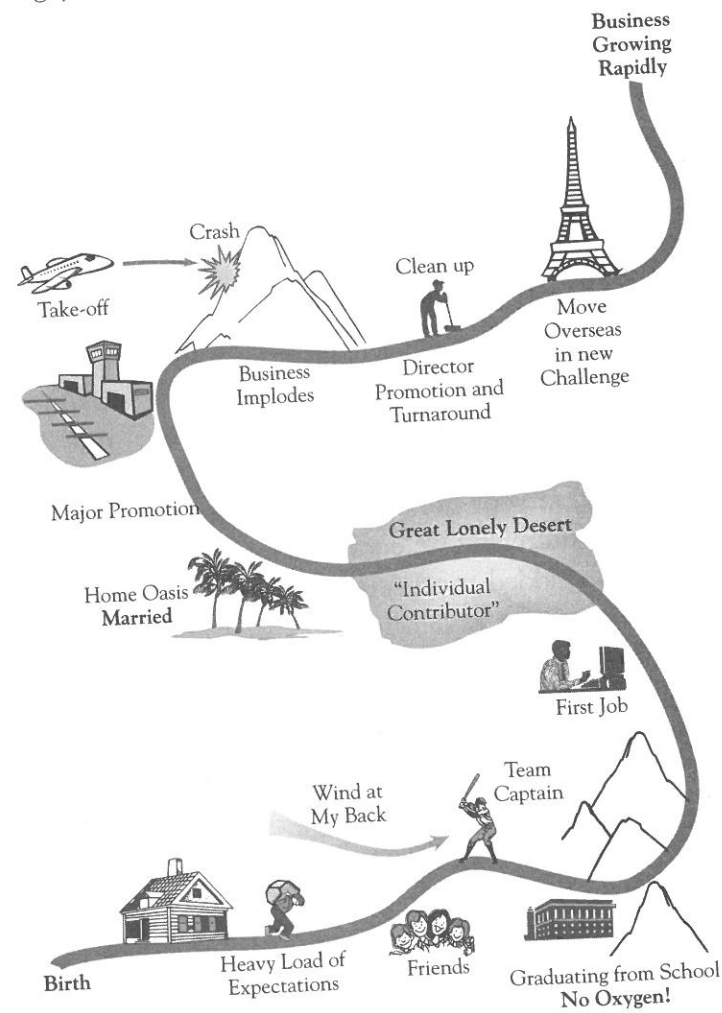 Business
Growing
Rapidly
Crash
Take-off
Clean up
Move
Overseas
in new
Challenge
Business
Implodes
Director
Promotion and
Turnaround
Major Promotion
Great Lonely Desert
"Individual
Contributor"
Home Oasis
Married
First Job
Team
Captain
Wind at
My Back
Birth
Heavy Load of
Expectations
Friends
Graduating from School
No Oxygen!